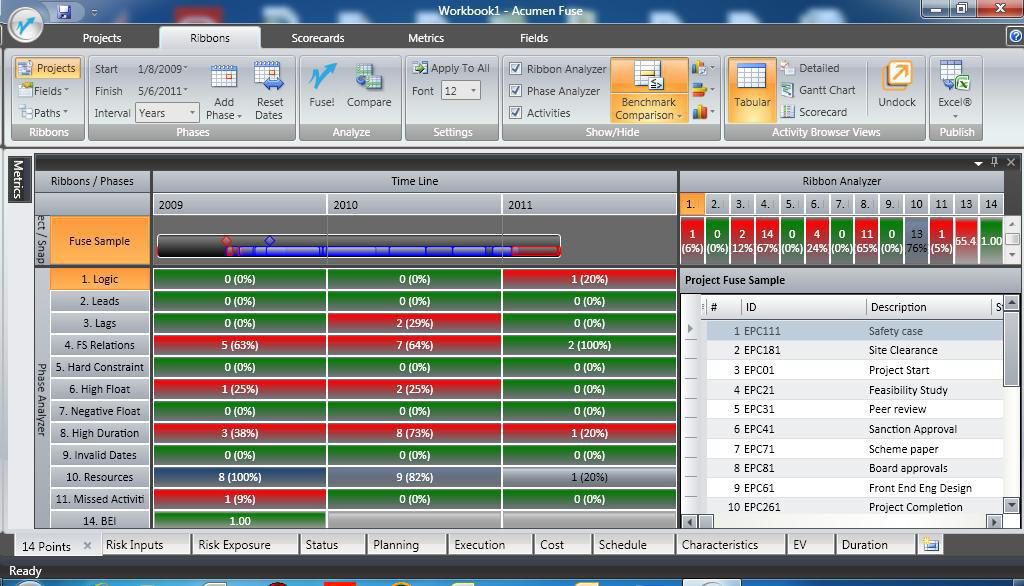 Workbook1 - Acumen Fuse
Projects Ribbons Scorecards Metrics Fields
Projects
Fields
Paths
Ribbons
Start 1/8/2009
Finish 5/6/2011
Interval Years
Add Phase
Reset Dates
Phases
Fuse! Compare
Analyze
Apply To All
Font 12
Settings
Ribbon Analyzer
Phase Analyzer
Activities
Benchmark Comparison
Show/Hide
Tabular
Detailed
Gantt Chart
Scorecard
Undock
Activity Browser Views
Excel®
Publish
Metrics
Ribbons / Phases Time Line Ribbon Analyzer
2009 2010 2011 1. 2. 3. 4. 5. 6. 7. 8. 9. 10 11 13 14
ect / Snap
Fuse Sample
1 (6%) 0 (0%) 2 12% 14 67% 0 (0%) 4 24% 0 (0%) 11 65% 0 (0%) 13 76% 1 (5%) 65.4 1.00
Phase Analyzer
1. Logic 0 (0%) 0 (0%) 1 (20%)
2. Leads 0 (0%) 0 (0%) 0 (0%)
3. Lags 0 (0%) 2 (29%) 0 (0%)
4. FS Relations 5 (63%) 7 (64%) 2 (100%)
5. Hard Constraint 0 (0%) 0 (0%) 0 (0%)
6. High Float 1 (25%) 2 (25%) 0 (0%)
7. Negative Float 0 (0%) 0 (0%) 0 (0%)
8. High Duration 3 (38%) 8 (73%) 1 (20%)
9. Invalid Dates 0 (0%) 0 (0%) 0 (0%)
10. Resources 8 (100%) 9 (82%) 1 (20%)
11. Missed Activiti 1 (9%) 0 (0%) 0 (0%)
14. BEI 1.00
Project Fuse Sample
# ID Description S
1 EPC111 Safety case
2 EPC181 Site Clearance
3 EPC01 Project Start
4 EPC21 Feasibility Study
5 EPC31 Peer review
6 EPC41 Sanction Approval
7 EPC71 Scheme paper
8 EPC81 Board approvals
9 EPC61 Front End Eng Design
10 EPC261 Project Completion
14 Points Risk Inputs Risk Exposure Status Planning Execution Cost Schedule Characteristics EV Duration
Ready